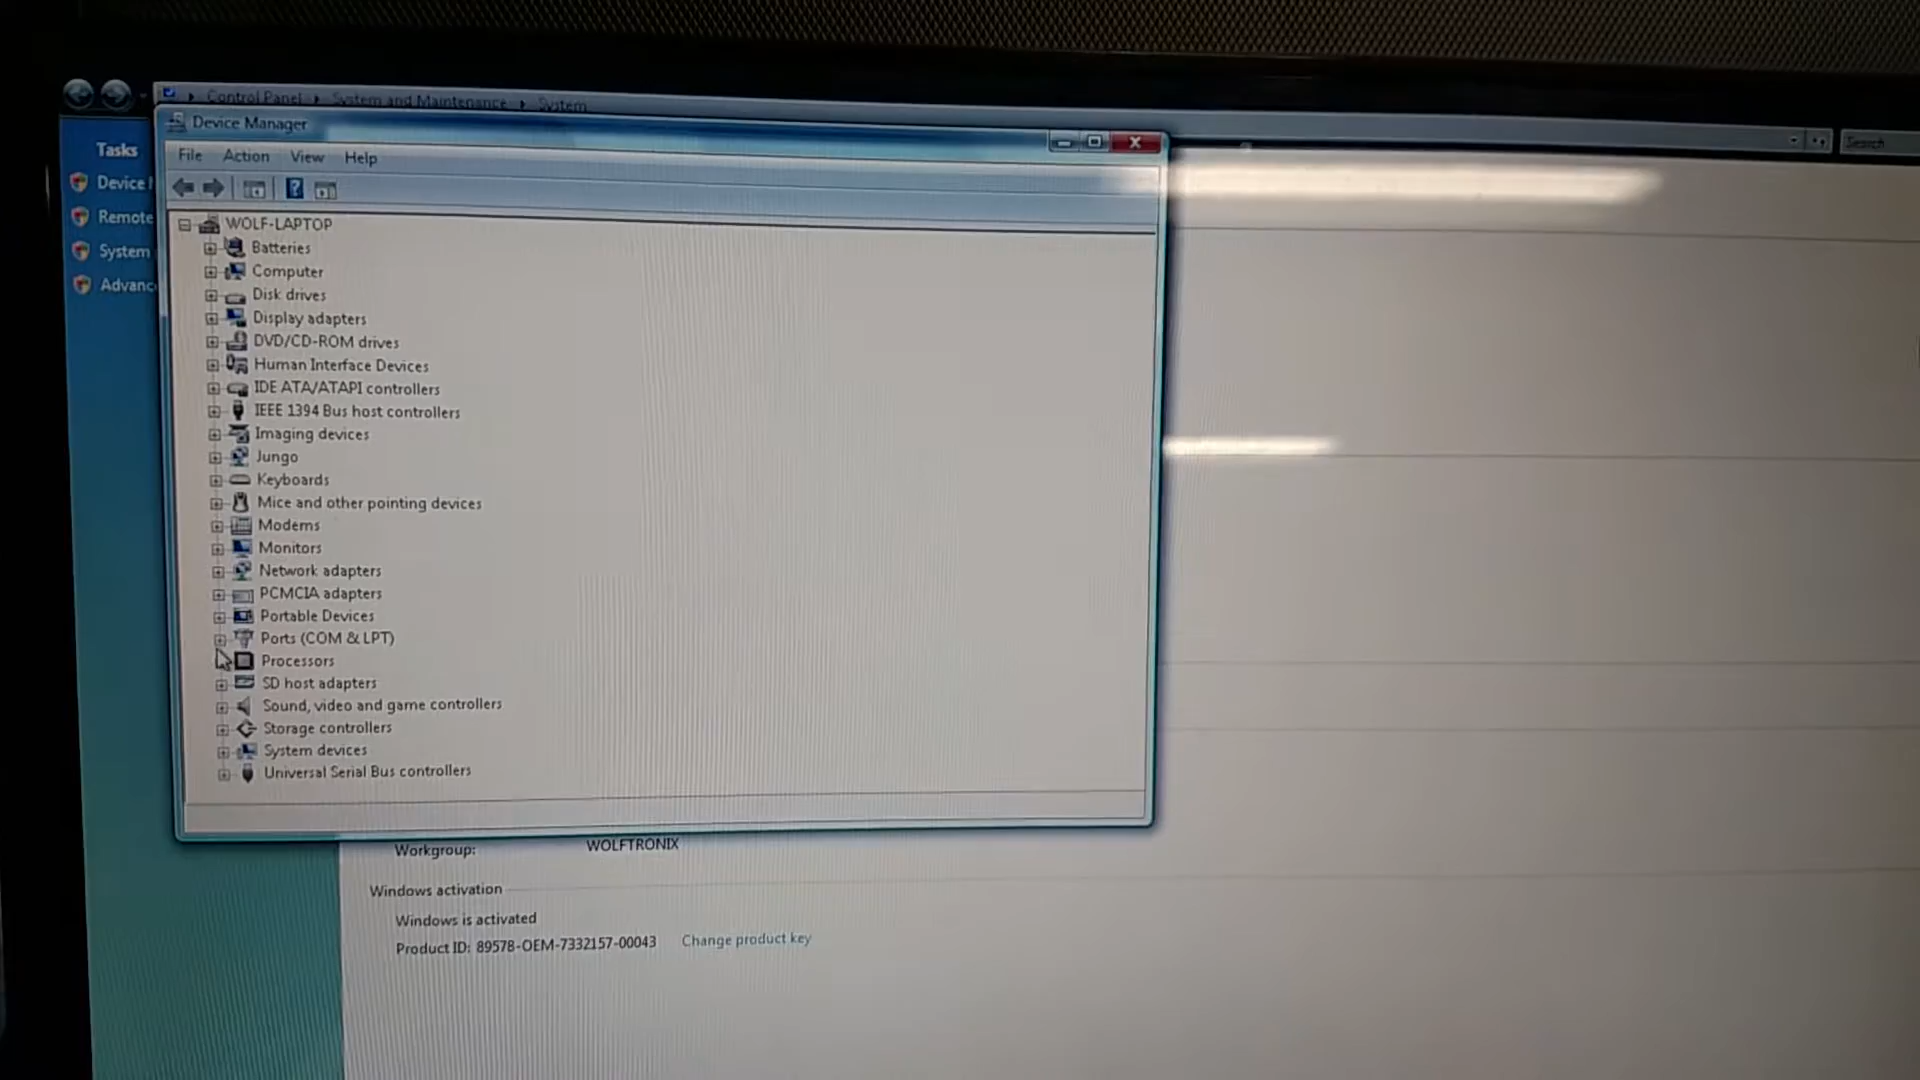 Control Panel System and Maintenance System
Search
Device Manager
File Action View Help
Tasks
Device
Remote
System
Advanc
WOLF-LAPTOP
Batteries
Computer
Disk drives
Display adapters
DVD/CD-ROM drives
Human Interface Devices
IDE ATA/ATAPI controllers
IEEE 1394 Bus host controllers
Imaging devices
Jungo
Keyboards
Mice and other pointing devices
Modems
Monitors
Network adapters
PCMCIA adapters
Portable Devices
Ports (COM & LPT)
Processors
SD host adapters
Sound, video and game controllers
Storage controllers
System devices
Universal Serial Bus controllers
Workgroup: WOLFTRONIX
Windows activation
Windows is activated
Product ID: 89578-OEM-7332157-00043 Change product key